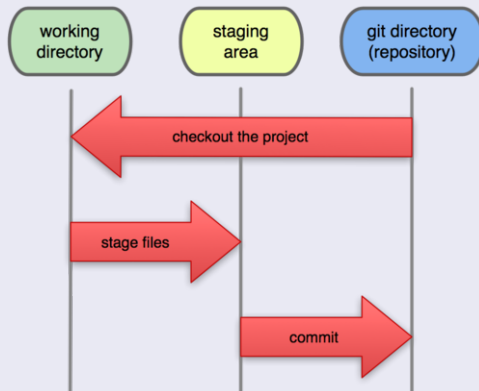 working
directory
staging
area
git directory
(repository)
checkout the project
stage files
commit